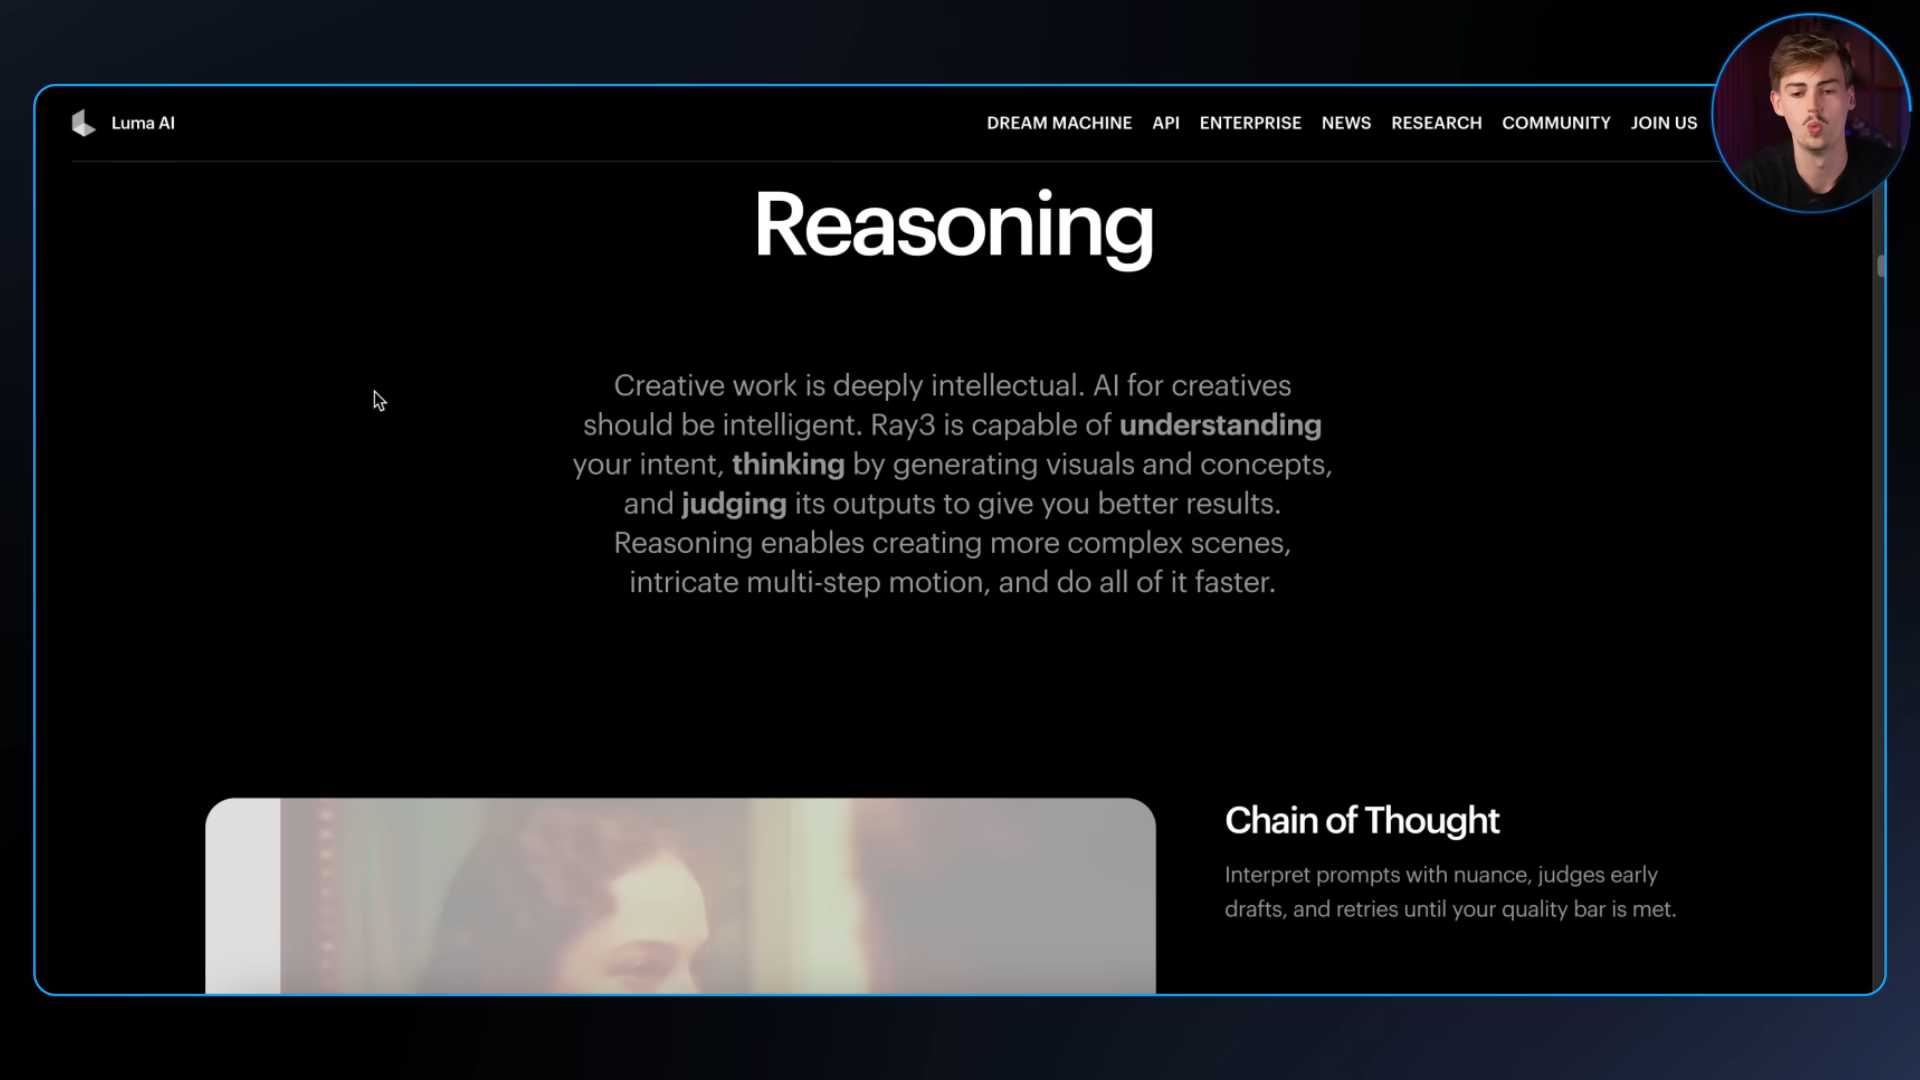 Luma AI
DREAM MACHINE API ENTERPRISE NEWS RESEARCH COMMUNITY JOIN US
Reasoning
Creative work is deeply intellectual. AI for creatives
should be intelligent. Ray3 is capable of understanding
your intent, thinking by generating visuals and concepts,
and judging its outputs to give you better results.
Reasoning enables creating more complex scenes,
intricate multi-step motion, and do all of it faster.
Chain of Thought
Interpret prompts with nuance, judges early
drafts, and retries until your quality bar is met.